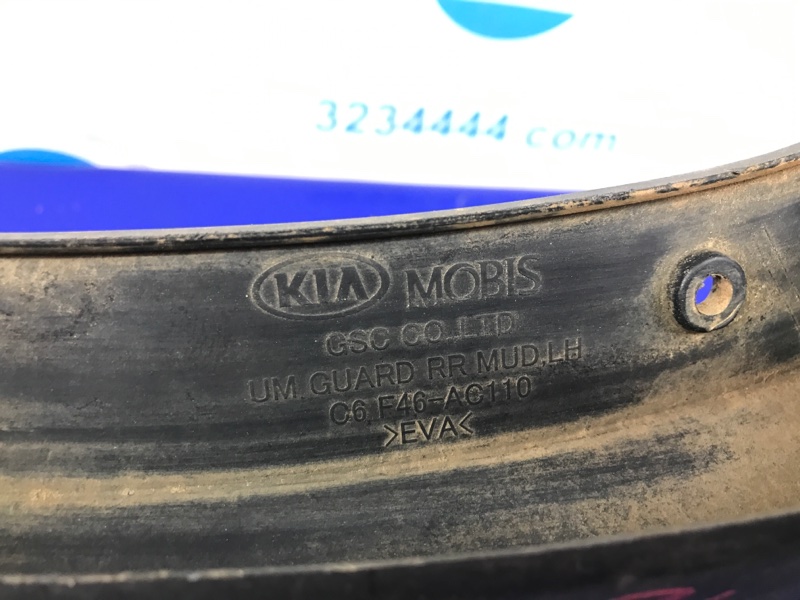 3234444 com
KIA MOBIS
GSC CO.LTD
UM GUARD RR MUD,LH
C6 F46-AC110
>EVA<